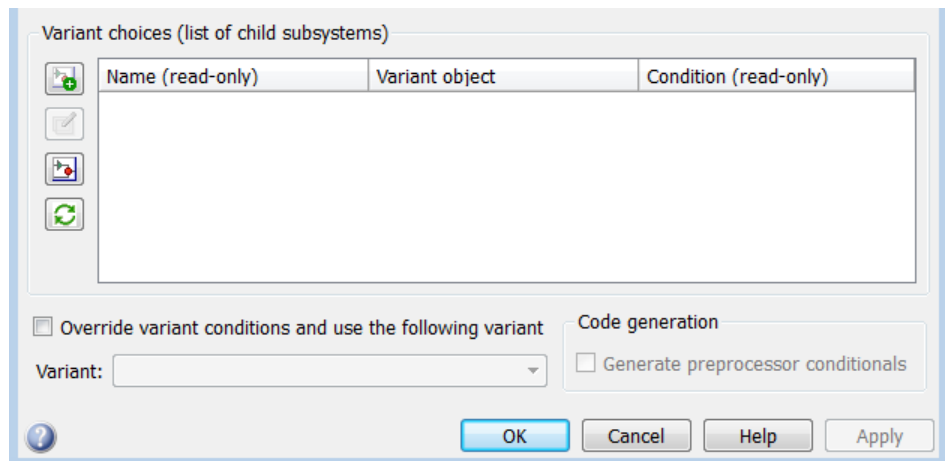 Variant choices (list of child subsystems)
Name (read-only) Variant object Condition (read-only)
Override variant conditions and use the following variant
Code generation
Variant:
Generate preprocessor conditionals
? OK Cancel Help Apply